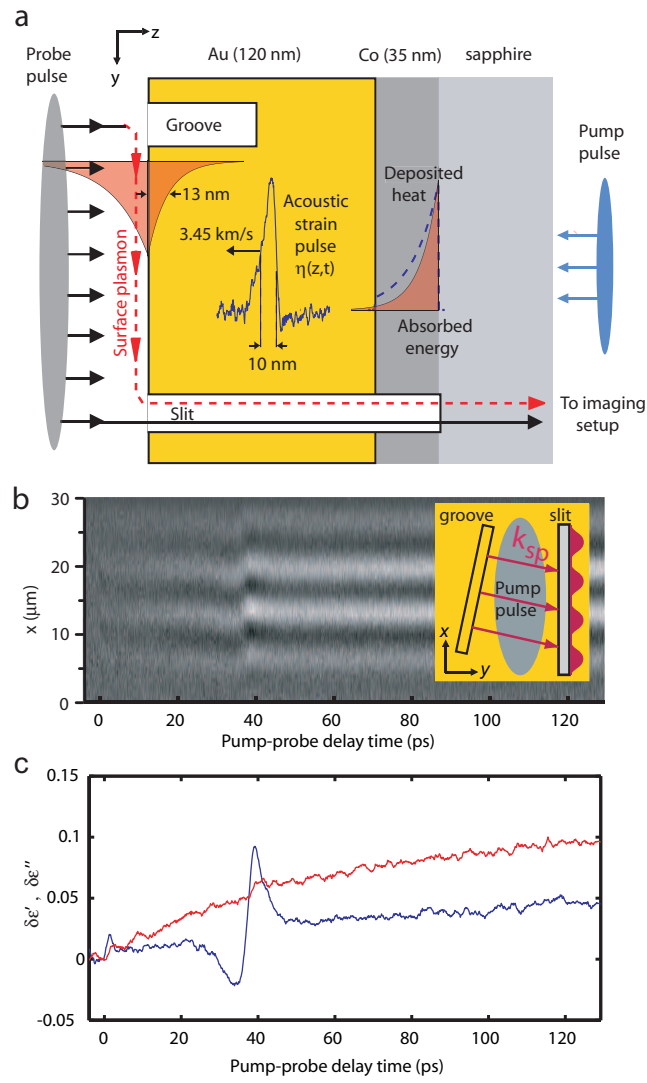 a
z
y
Probe
pulse
Au (120 nm)
Co (35 nm)
sapphire
Groove
Pump
pulse
13 nm
Deposited
heat
Acoustic
strain
pulse
η(z,t)
3.45 km/s
Surface plasmon
Absorbed
energy
10 nm
Slit
To imaging
setup
b
30
20
10
0
x (μm)
groove
slit
k_sp
Pump
pulse
x
y
0 20 40 60 80 100 120
Pump-probe delay time (ps)
c
0.15
0.1
0.05
0
-0.05
δε′ , δε″
0 20 40 60 80 100 120
Pump-probe delay time (ps)